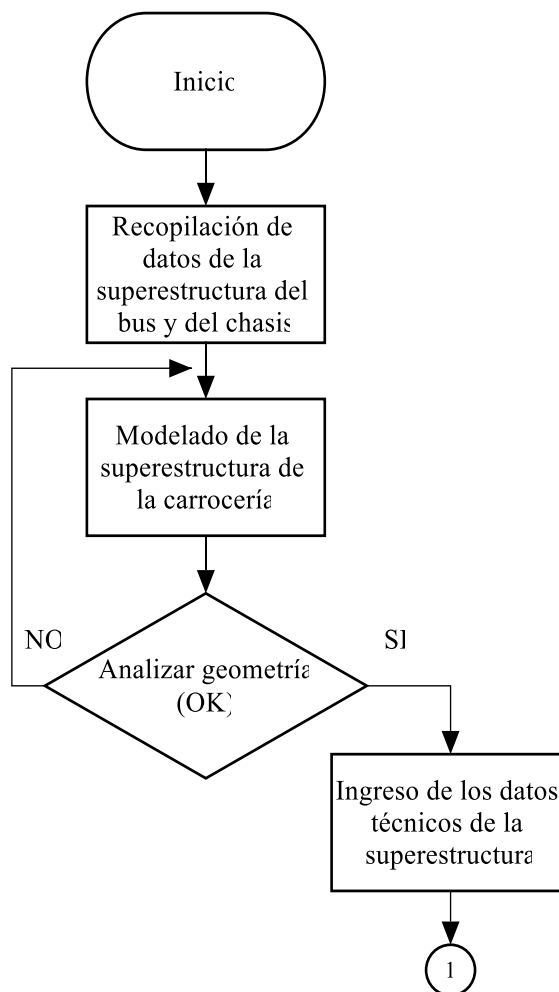 Inicio
Recopilación de
datos de la
superestructura del
bus y del chasis
Modelado de la
superestructura de
la carrocería
NO
SI
Analizar geometría
(OK)
Ingreso de los datos
técnicos de la
superestructura
1